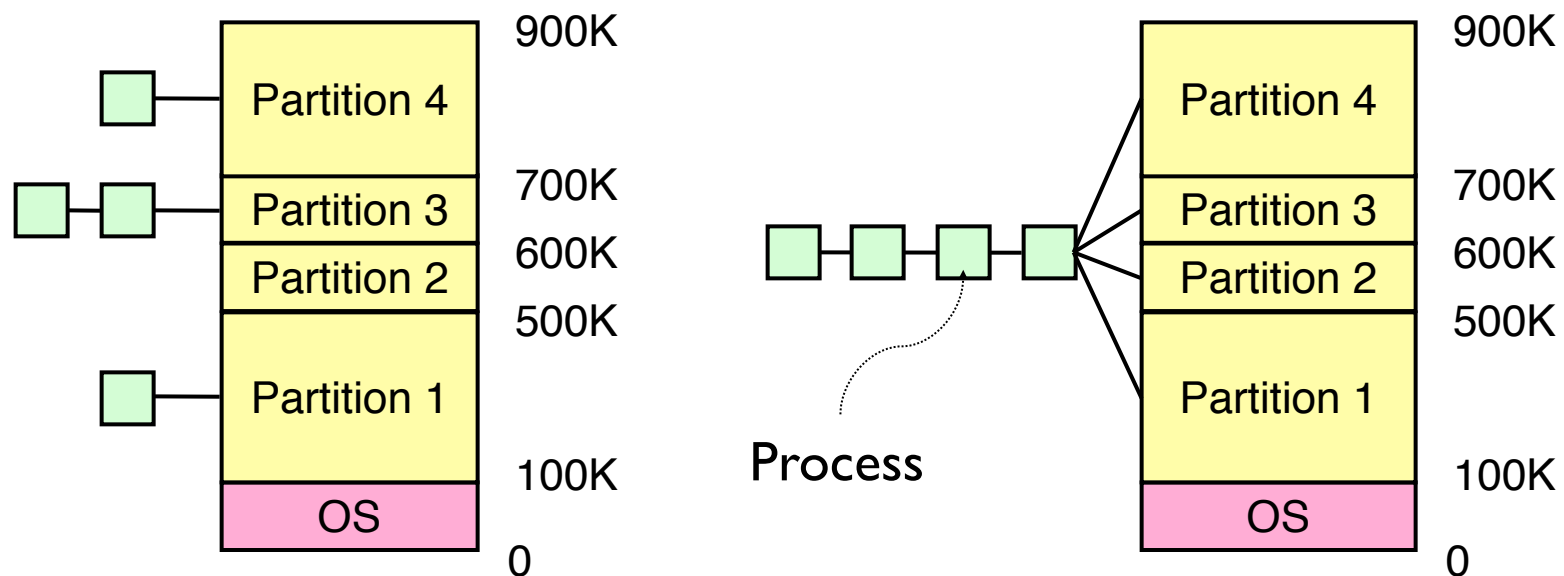 900K
Partition 4
700K
Partition 3
600K
Partition 2
500K
Partition 1
100K
OS
0
900K
Partition 4
700K
Partition 3
600K
Partition 2
500K
Partition 1
Process
100K
OS
0